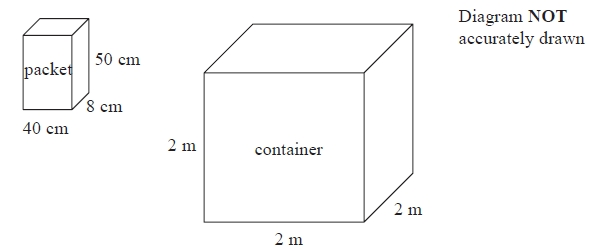 Diagram NOT
accurately drawn
packet
50 cm
8 cm
40 cm
2 m
container
2 m
2 m